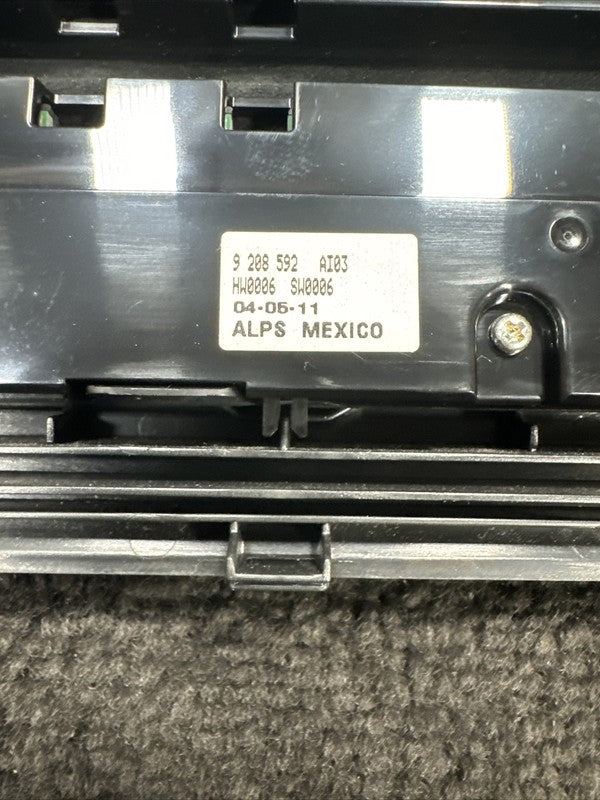 9 208 592 AI03
HW0006 SW0006
04-05-11
ALPS MEXICO